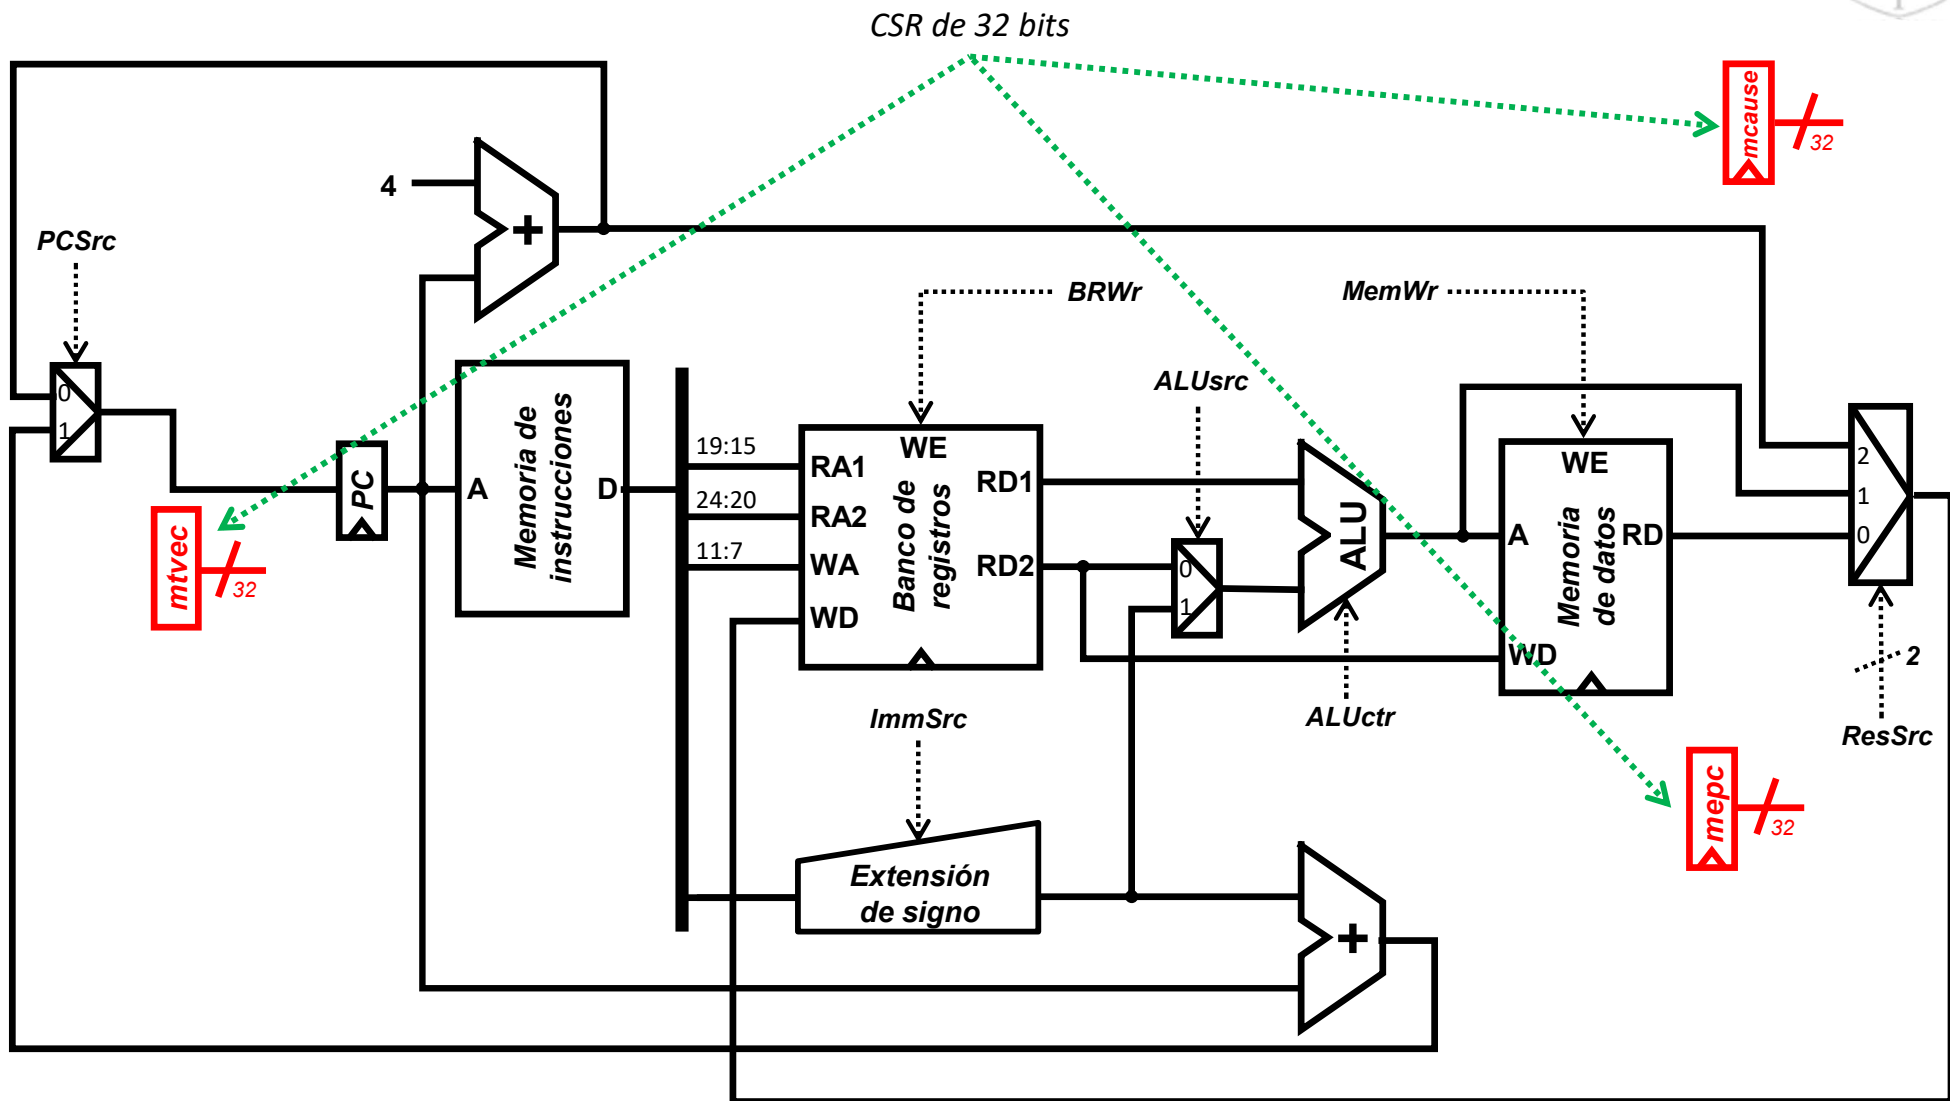 CSR de 32 bits
mcause
32
4
+
PCSrc
BRWr
MemWr
0
1
ALUsrc
PC
mtvec
32
A
Memoria de
instrucciones
D
19:15
24:20
11:7
WE
RA1
RA2
WA
WD
Banco de
registros
RD1
RD2
0
1
ALU
ALUctr
WE
A
Memoria
de datos
RD
WD
2
1
0
2
ResSrc
ImmSrc
Extensión
de signo
+
mepc
32